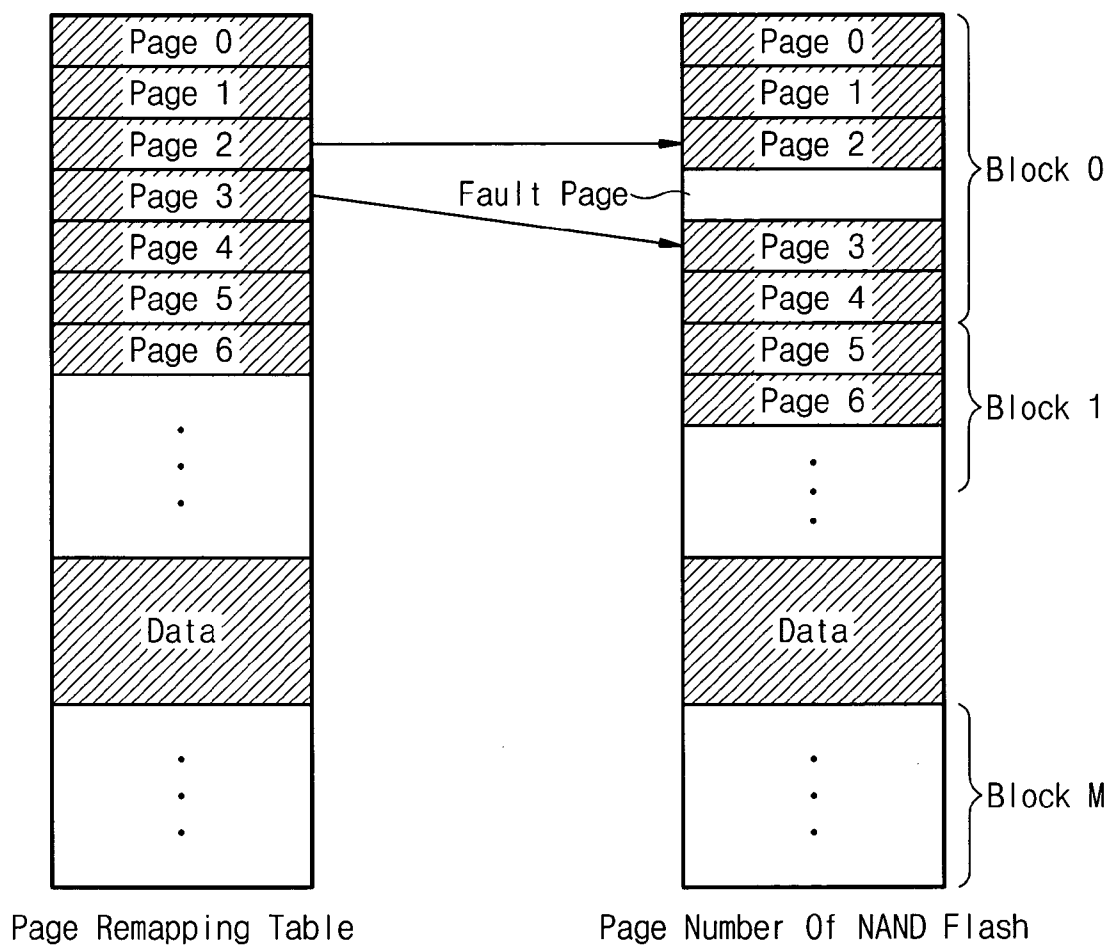 Page 0
Page 1
Page 2
Page 3
Page 4
Page 5
Page 6
Data
Page Remapping Table
Fault Page
Page 0
Page 1
Page 2
Page 3
Page 4
Page 5
Page 6
Data
Block 0
Block 1
Block M
Page Number Of NAND Flash